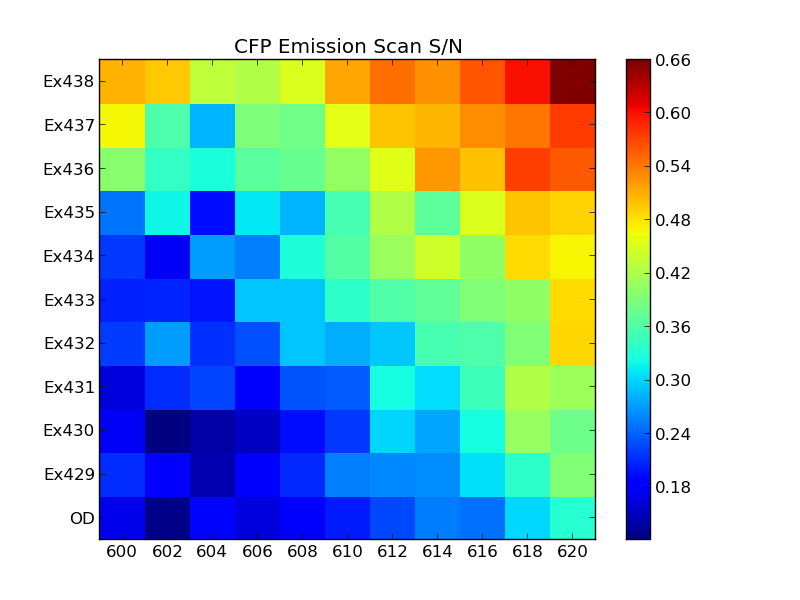 CFP Emission Scan S/N
Ex438
Ex437
Ex436
Ex435
Ex434
Ex433
Ex432
Ex431
Ex430
Ex429
OD
600 602 604 606 608 610 612 614 616 618 620
0.66
0.60
0.54
0.48
0.42
0.36
0.30
0.24
0.18